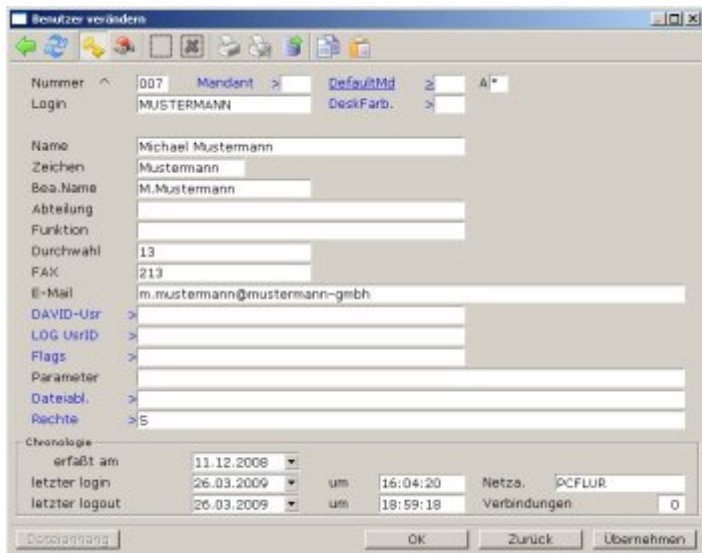 Benutzer verändern
Nummer ^ 007 Mandant > DefaultMd > A *
Login MUSTERMANN DeskFarb. >
Name Michael Mustermann
Zeichen Mustermann
Bea.Name M.Mustermann
Abteilung
Funktion
Durchwahl 13
FAX 213
E-Mail m.mustermann@mustermann-gmbh
DAVID-Usr >
LOG UsrID >
Flags >
Parameter
Dateiabl. >
Rechte > S
Chronologie
erfaßt am 11.12.2008
letzter login 26.03.2009 um 16:04:20 Netza. PCFLUR
letzter logout 26.03.2009 um 18:59:18 Verbindungen 0
Dateianhang OK Zurück Übernehmen